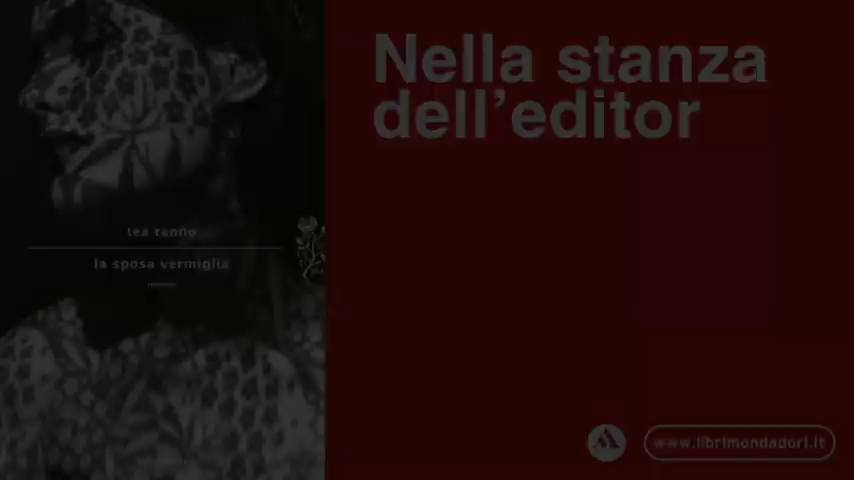 Nella stanza
dell'editor
tea ranno
la sposa vermiglia
www.librimondadori.it